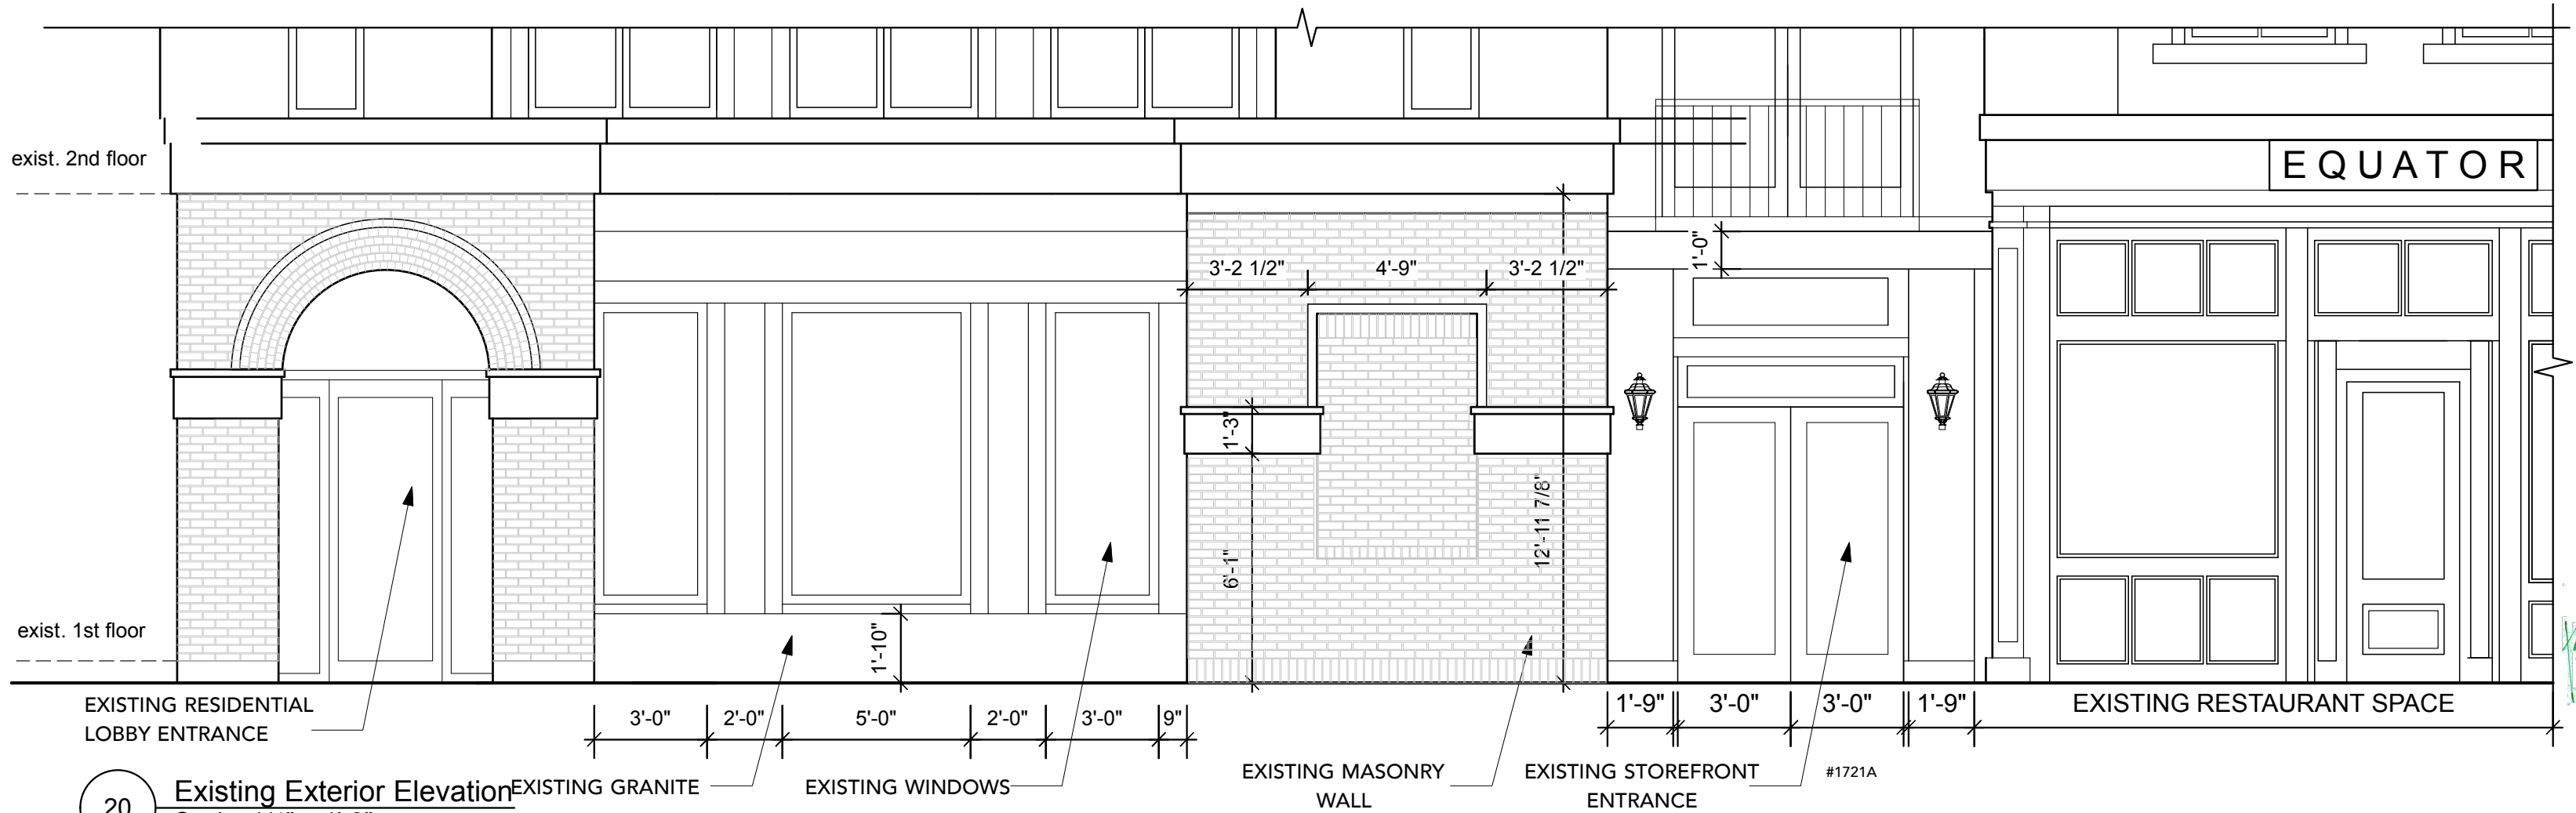 exist. 2nd floor
EQUATOR
3'-2 1/2"
4'-9"
3'-2 1/2"
1'-0"
1'-3"
6'-1"
12'-11 7/8"
exist. 1st floor
1'-10"
EXISTING RESIDENTIAL
LOBBY ENTRANCE
3'-0"
2'-0"
5'-0"
2'-0"
3'-0"
9"
1'-9"
3'-0"
3'-0"
1'-9"
EXISTING RESTAURANT SPACE
EXISTING GRANITE
EXISTING WINDOWS
EXISTING MASONRY
WALL
EXISTING STOREFRONT
ENTRANCE
#1721A
20
Existing Exterior Elevation